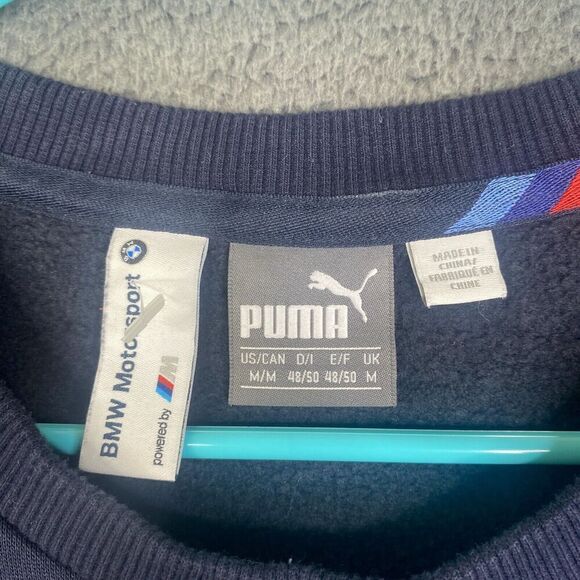 BMW Motorsport
powered by M
PUMA
US/CAN D/I E/F UK
M/M 48/50 48/50 M
MADE IN
CHINA/
FABRIQUÉ EN
CHINE